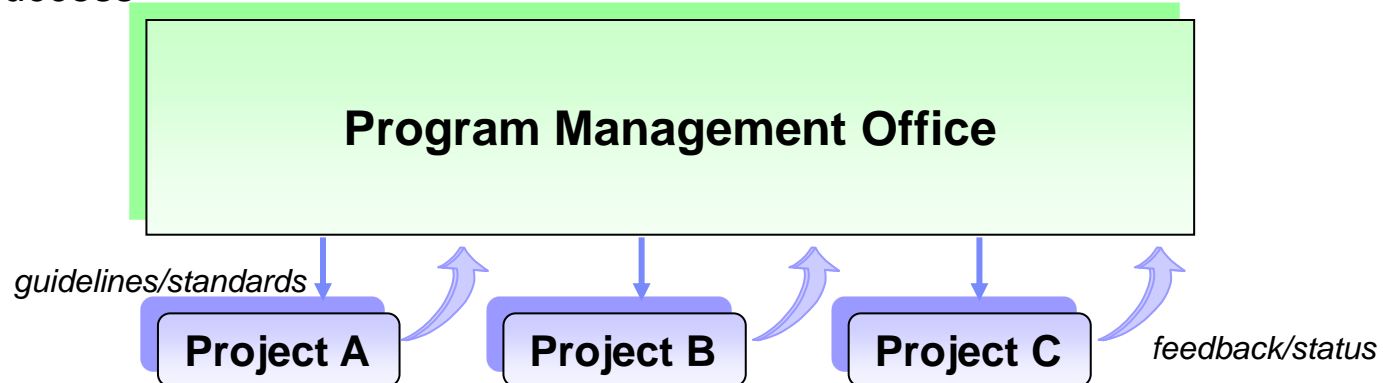 Program Management Office
guidelines/standards
Project A
Project B
Project C
feedback/status